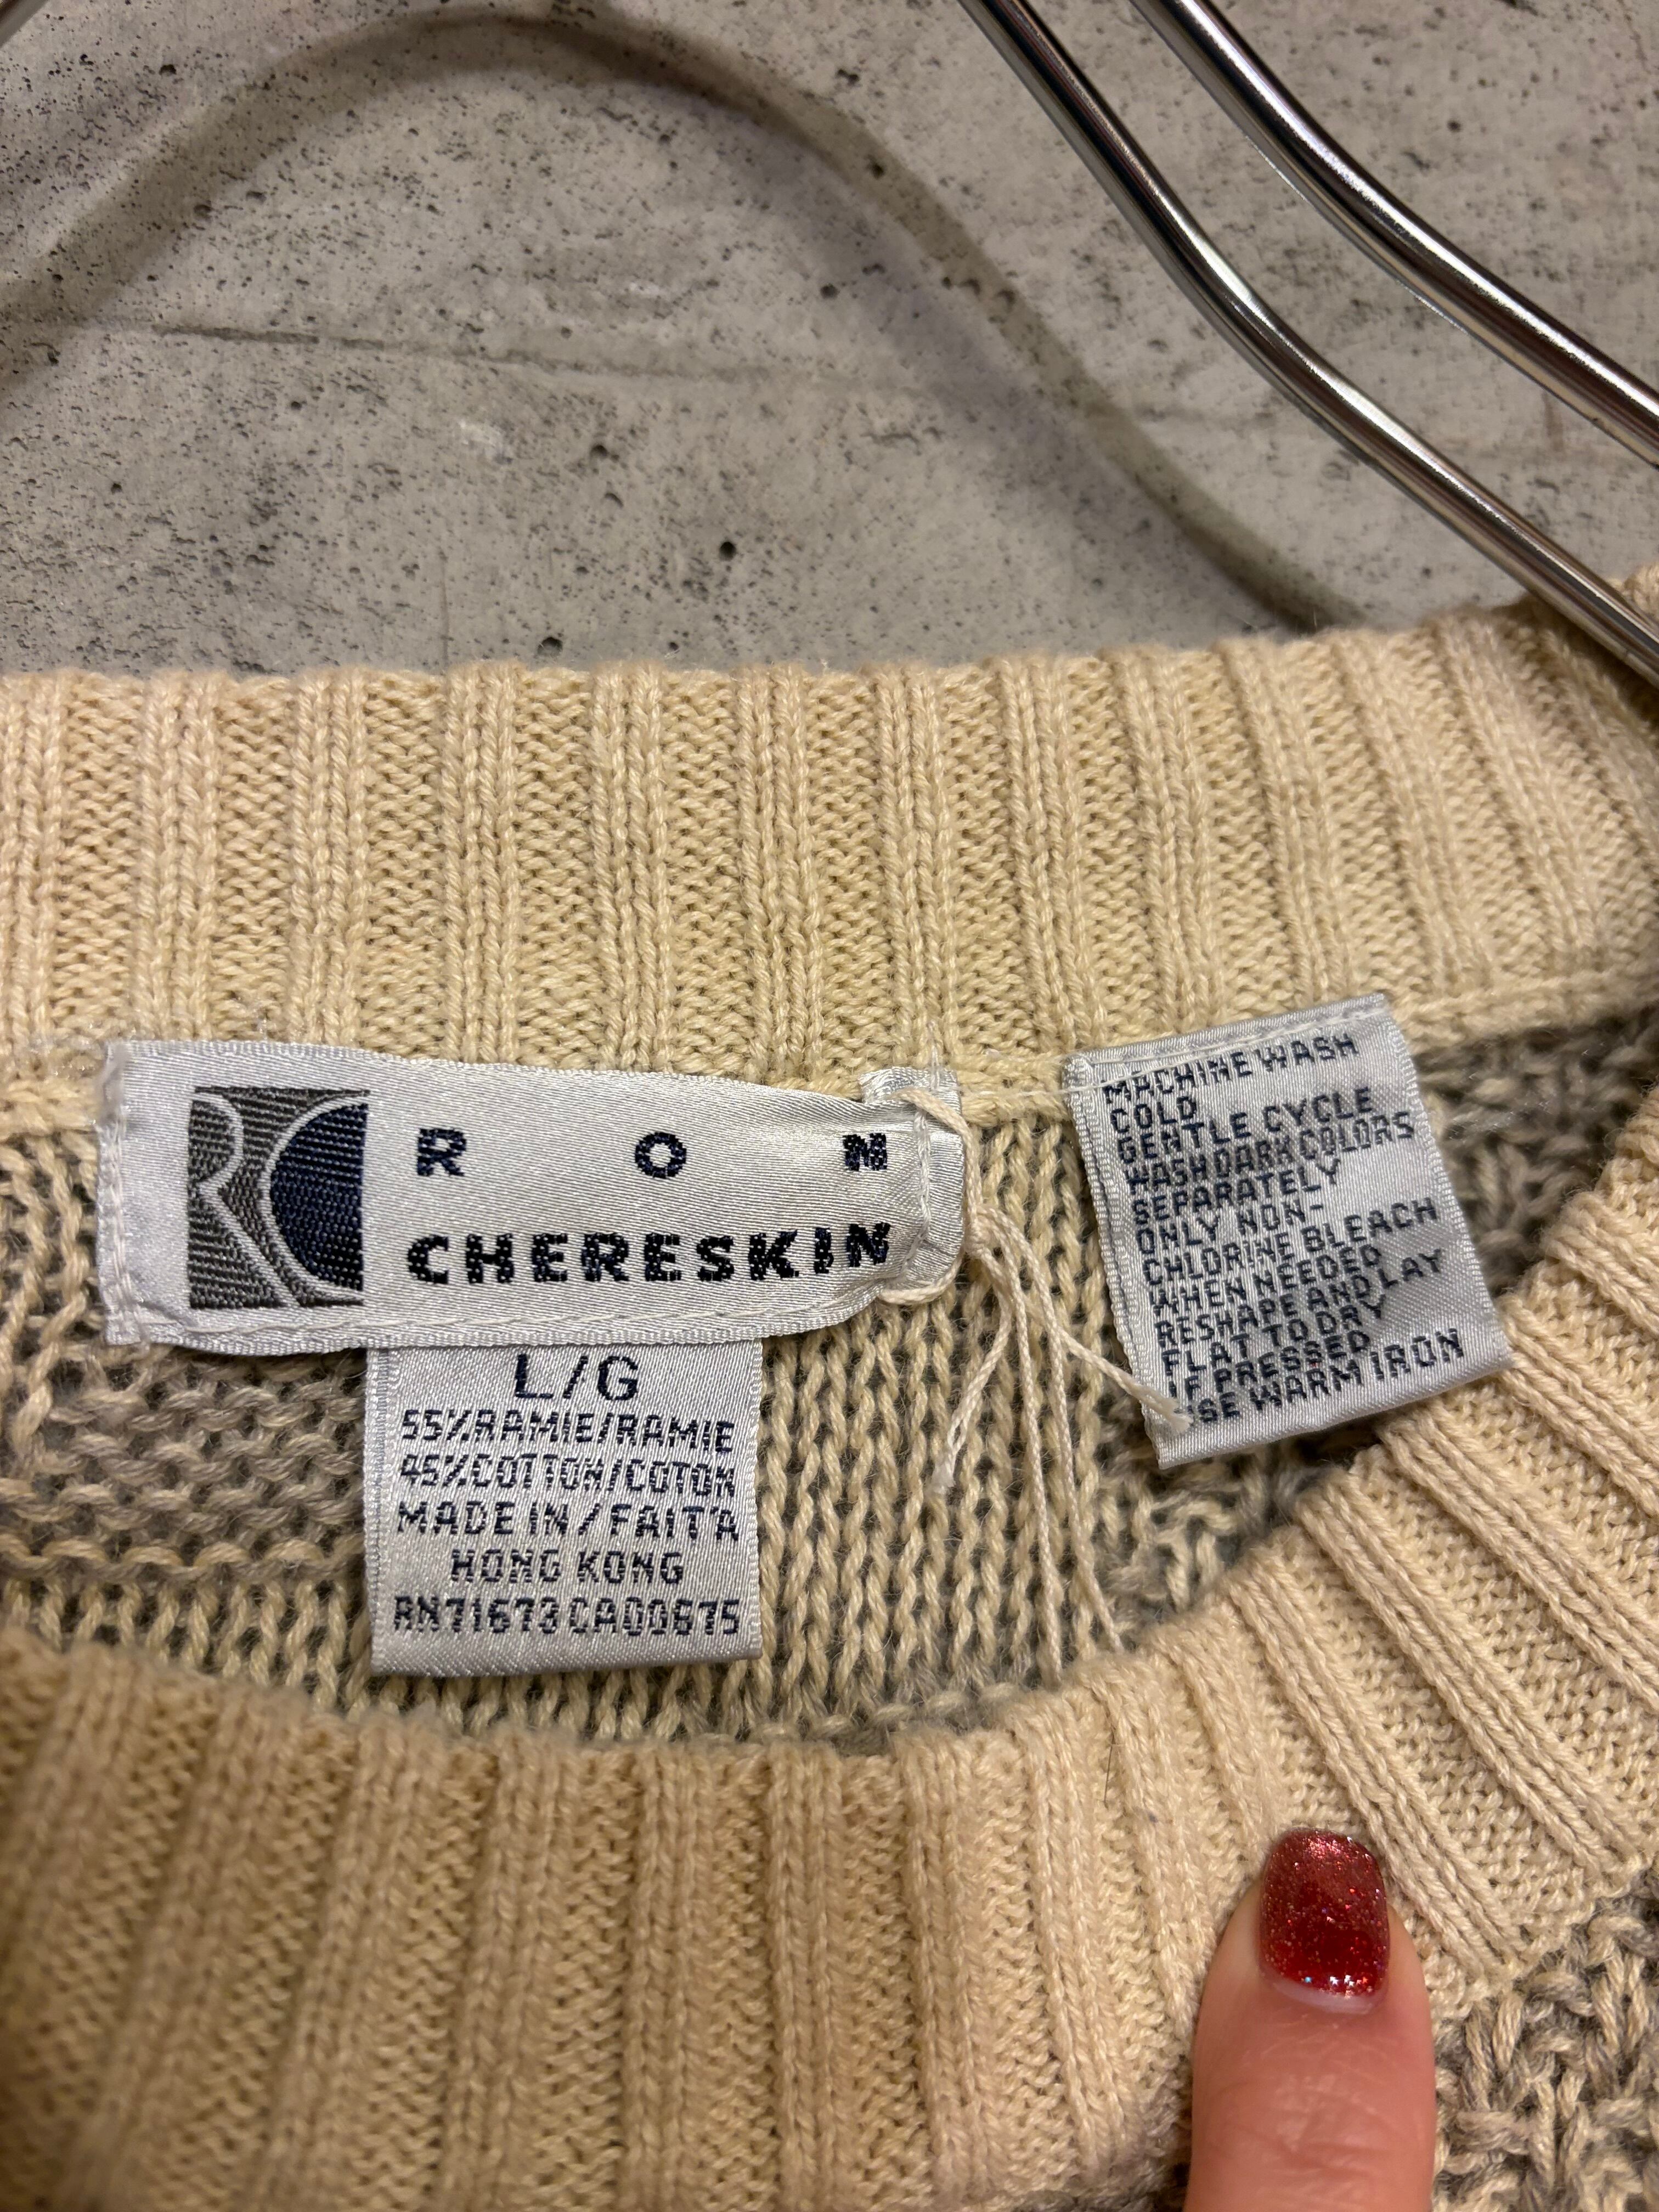 RC
R O N
CHERESKIN
L/G
55% RAMIE/RAMIE
45% COTTON/COTON
MADE IN/FAIT A
HONG KONG
RN71673 CA00675
MACHINE WASH
COLD
GENTLE CYCLE
WASH DARK COLORS
SEPARATELY
ONLY NON-
CHLORINE BLEACH
WHEN NEEDED
RESHAPE AND LAY
FLAT TO DRY
IF PRESSED
USE WARM IRON